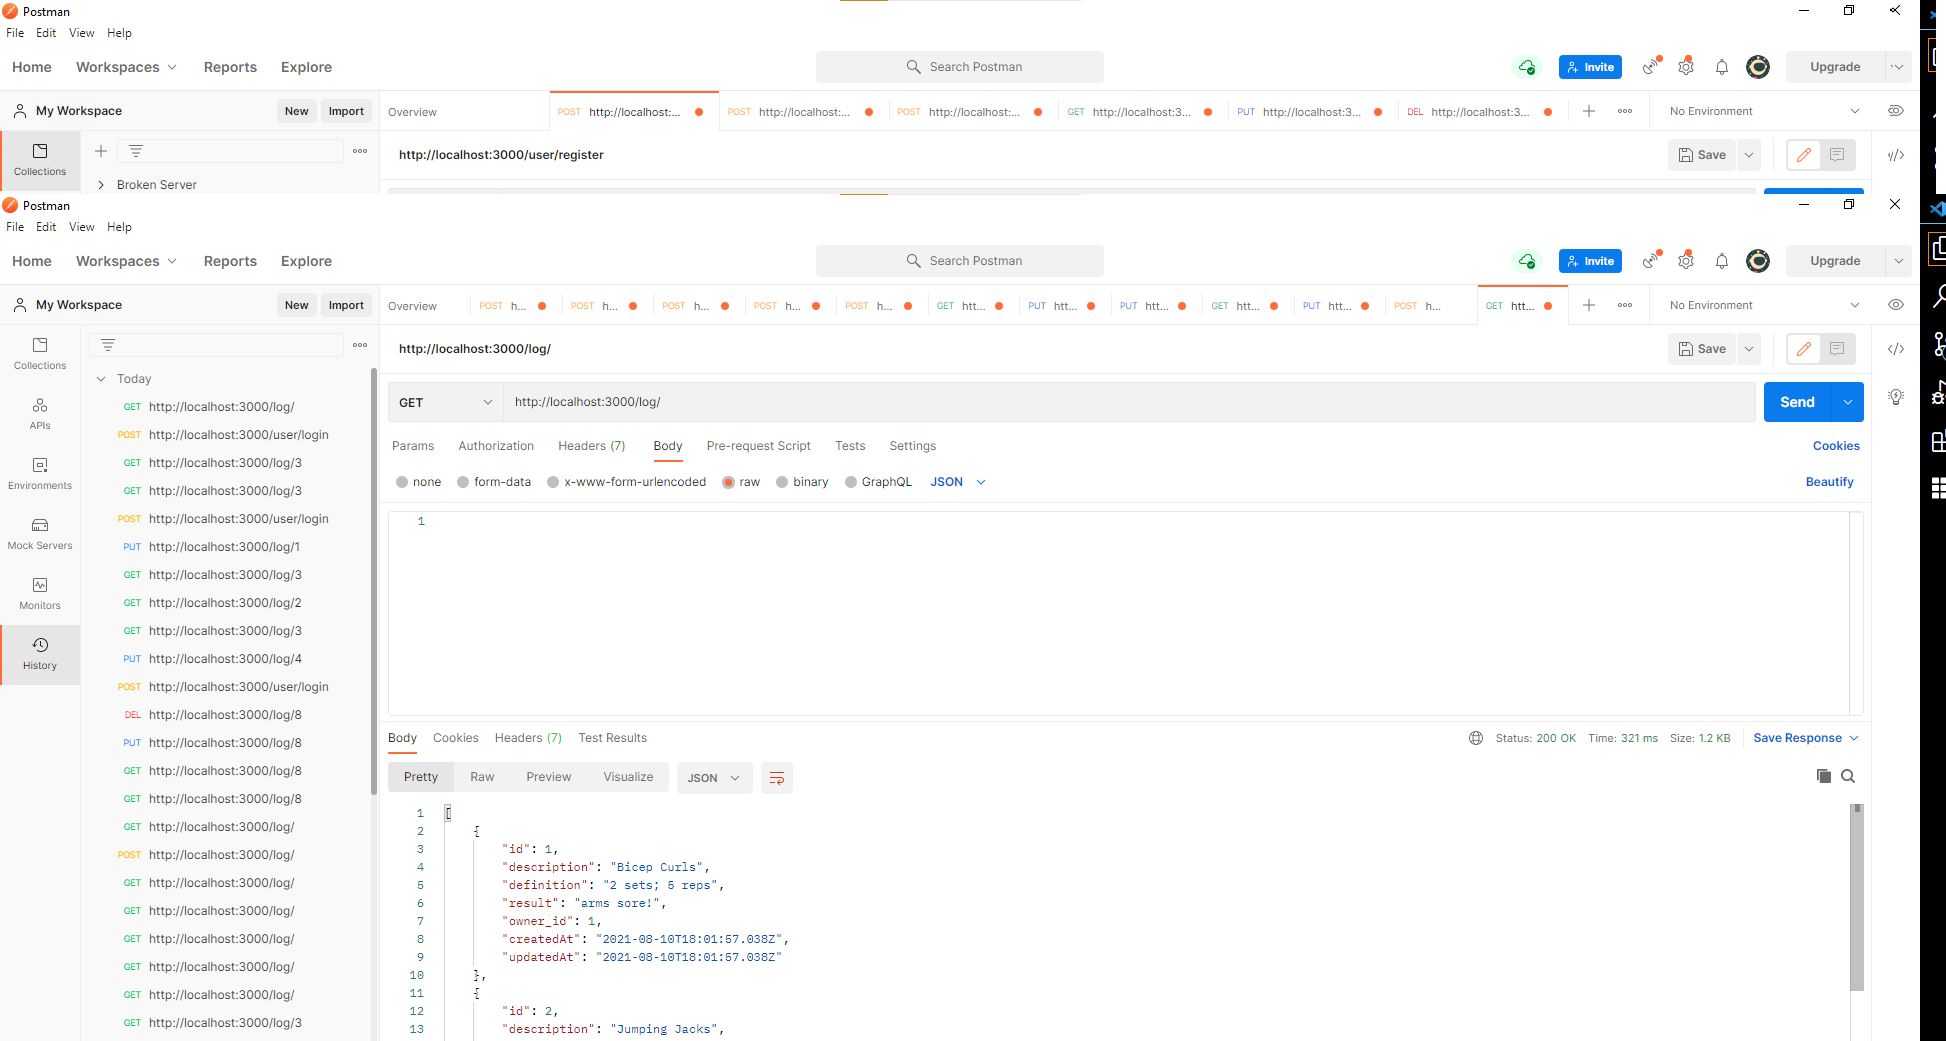 Postman
File Edit View Help
Home Workspaces Reports Explore Search Postman Invite Upgrade
My Workspace New Import Overview POST http://localhost:... POST http://localhost:... POST http://localhost:... GET http://localhost:3... PUT http://localhost:3... DEL http://localhost:3... No Environment
Collections
http://localhost:3000/user/register Save
Broken Server
Postman
File Edit View Help
Home Workspaces Reports Explore Search Postman Invite Upgrade
My Workspace New Import Overview POST h... POST h... POST h... POST h... POST h... GET htt... PUT htt... PUT htt... GET htt... PUT htt... POST h... GET htt... No Environment
Collections
APIs
Environments
Mock Servers
Monitors
History
Today
GET http://localhost:3000/log/
POST http://localhost:3000/user/login
GET http://localhost:3000/log/3
GET http://localhost:3000/log/3
POST http://localhost:3000/user/login
PUT http://localhost:3000/log/1
GET http://localhost:3000/log/3
GET http://localhost:3000/log/2
GET http://localhost:3000/log/3
PUT http://localhost:3000/log/4
POST http://localhost:3000/user/login
DEL http://localhost:3000/log/8
PUT http://localhost:3000/log/8
GET http://localhost:3000/log/8
GET http://localhost:3000/log/8
GET http://localhost:3000/log/
POST http://localhost:3000/log/
GET http://localhost:3000/log/
GET http://localhost:3000/log/
GET http://localhost:3000/log/
GET http://localhost:3000/log/
GET http://localhost:3000/log/
GET http://localhost:3000/log/3
http://localhost:3000/log/ Save
GET http://localhost:3000/log/ Send
Params Authorization Headers (7) Body Pre-request Script Tests Settings Cookies
none form-data x-www-form-urlencoded raw binary GraphQL JSON Beautify
1
Body Cookies Headers (7) Test Results Status: 200 OK Time: 321 ms Size: 1.2 KB Save Response
Pretty Raw Preview Visualize JSON
1 [
2 {
3 "id": 1,
4 "description": "Bicep Curls",
5 "definition": "2 sets; 5 reps",
6 "result": "arms sore!",
7 "owner_id": 1,
8 "createdAt": "2021-08-10T18:01:57.038Z",
9 "updatedAt": "2021-08-10T18:01:57.038Z"
10 },
11 {
12 "id": 2,
13 "description": "Jumping Jacks",